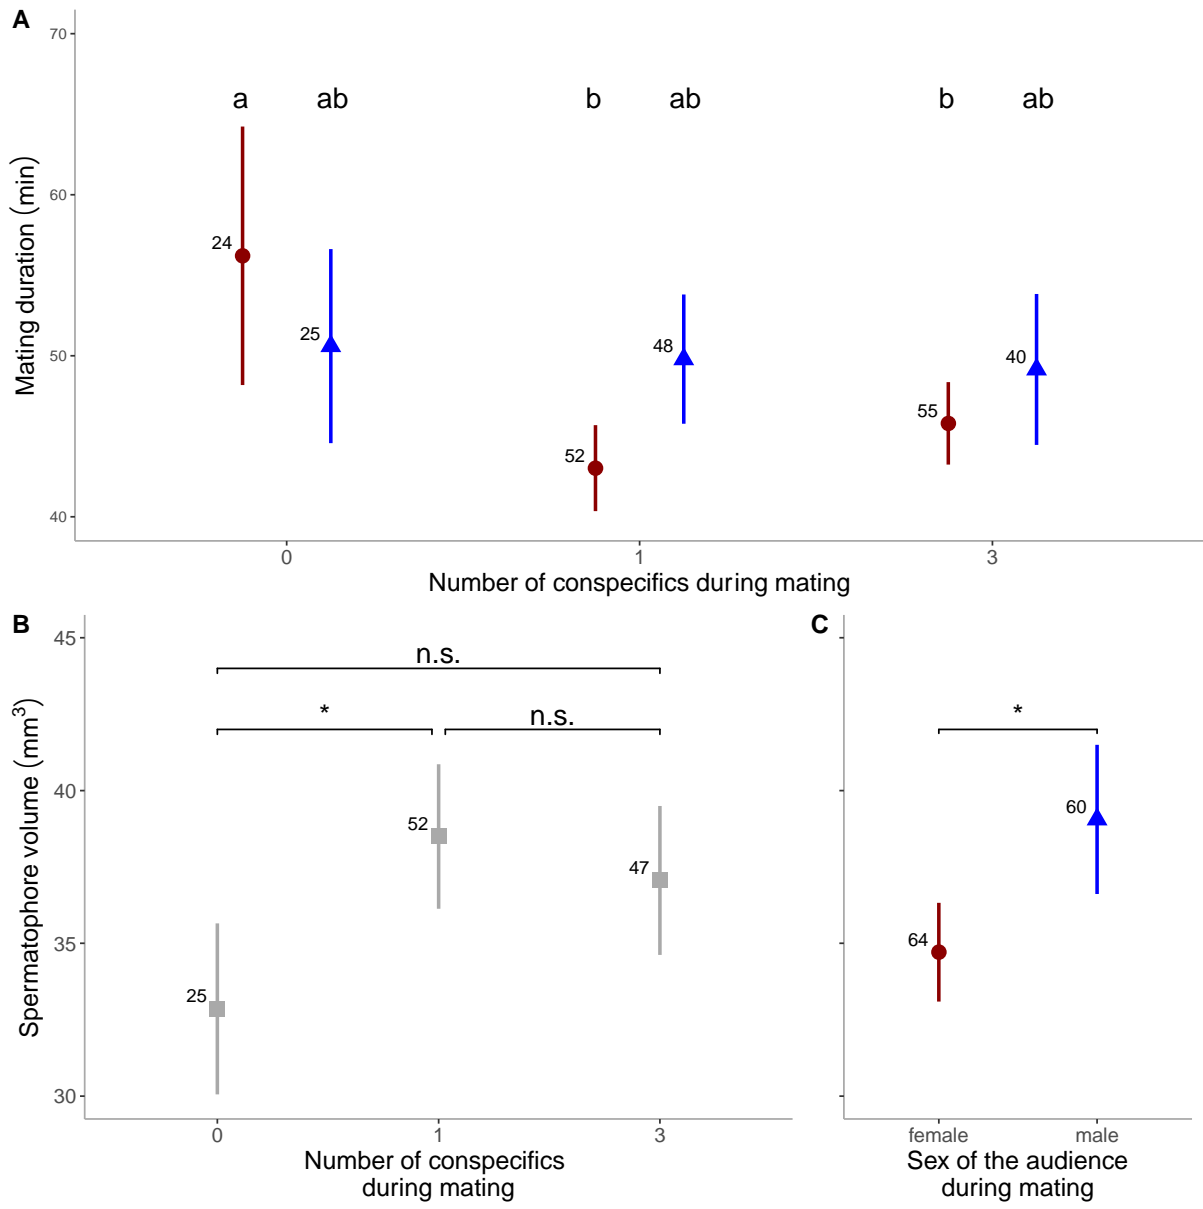 A
70
60
50
40
Mating duration (min)
a
ab
b
ab
b
ab
24
25
52
48
55
40
0
1
3
Number of conspecifics during mating
B
45
40
35
30
Spermatophore volume (mm³)
n.s.
*
n.s.
25
52
47
0
1
3
Number of conspecifics
during mating
C
*
64
60
female
male
Sex of the audience
during mating